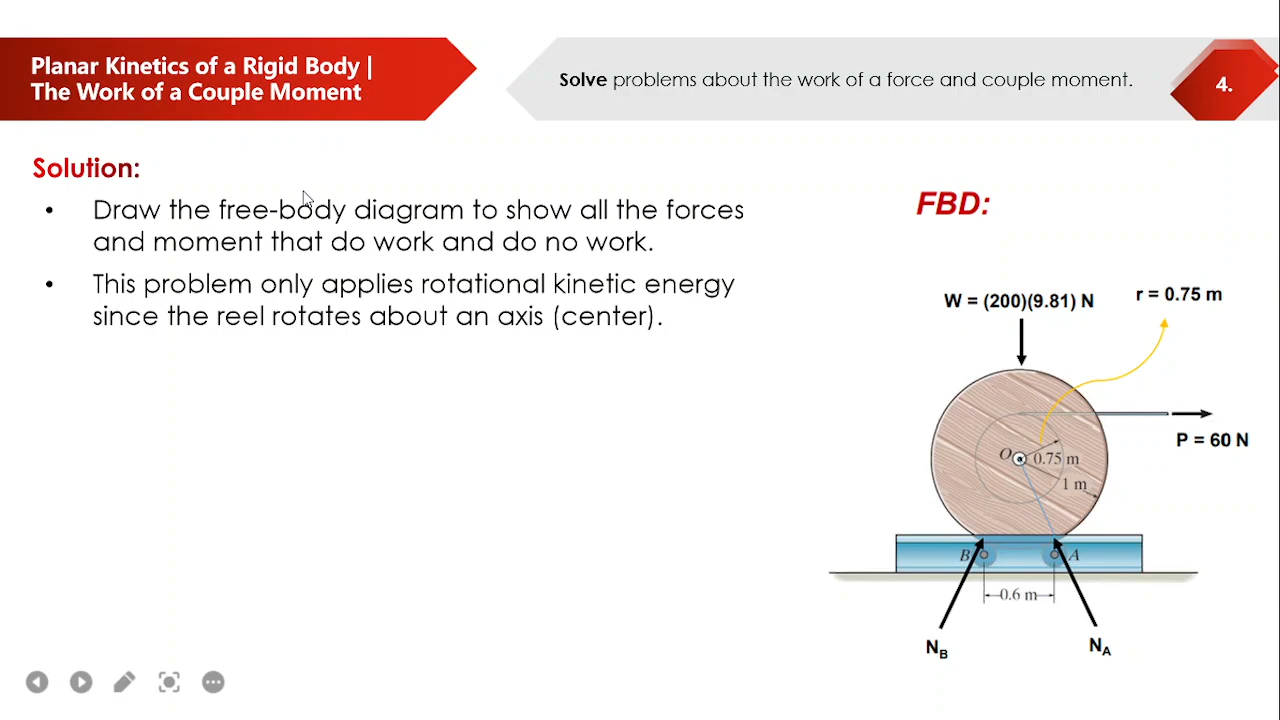 Planar Kinetics of a Rigid Body |
The Work of a Couple Moment
Solve problems about the work of a force and couple moment.
4.
Solution:
• Draw the free-body diagram to show all the forces
and moment that do work and do no work.
• This problem only applies rotational kinetic energy
since the reel rotates about an axis (center).
FBD:
W = (200)(9.81) N
r = 0.75 m
P = 60 N
O
0.75 m
1 m
B
A
0.6 m
N_B
N_A